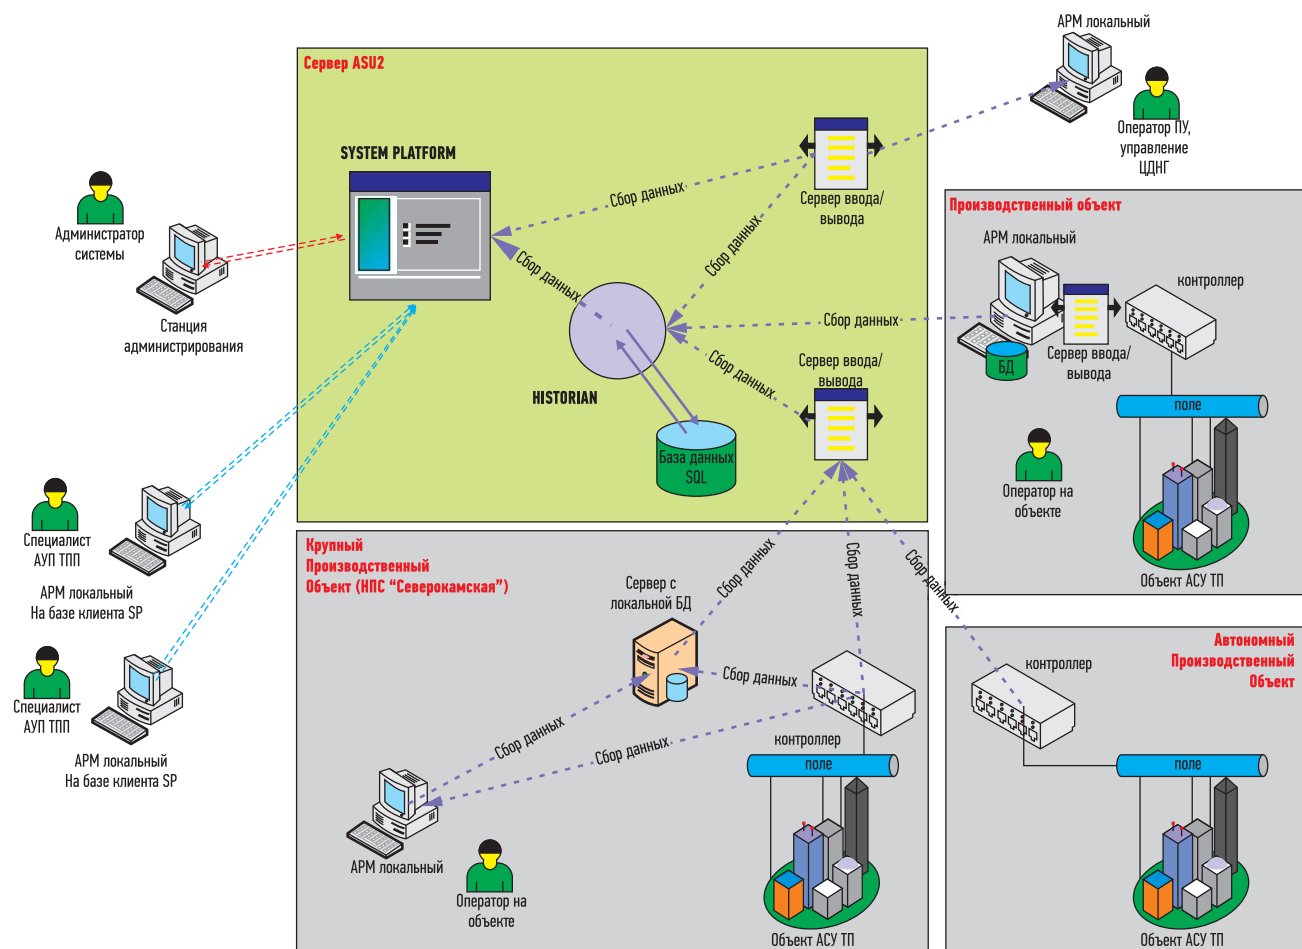 АРМ локальный
Оператор ПУ,
управление
ЦДНГ
Сервер ASU2
SYSTEM PLATFORM
Сбор данных
Сервер ввода/
вывода
Сбор данных
Сбор данных
HISTORIAN
Сбор данных
Сбор данных
Сервер ввода/
вывода
База данных
SQL
Администратор
системы
Станция
администрирования
Специалист
АУП ТПП
АРМ локальный
На базе клиента SP
Специалист
АУП ТПП
АРМ локальный
На базе клиента SP
Производственный объект
АРМ локальный
контроллер
БД
Сервер ввода/
вывода
поле
Оператор на
объекте
Объект АСУ ТП
Крупный
Производственный
Объект (НПС “Северокамская”)
Сервер с
локальной БД
Сбор данных
Сбор данных
Сбор данных
Сбор данных
Сбор данных
Сбор данных
контроллер
поле
АРМ локальный
Оператор на
объекте
Объект АСУ ТП
Автономный
Производственный
Объект
контроллер
поле
Объект АСУ ТП